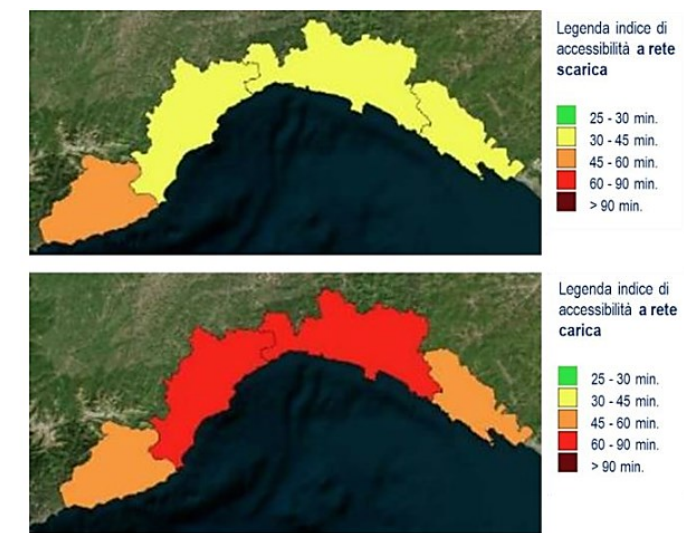 Legenda indice di
accessibilità a rete
scarica
25 - 30 min.
30 - 45 min.
45 - 60 min.
60 - 90 min.
> 90 min.
Legenda indice di
accessibilità a rete
carica
25 - 30 min.
30 - 45 min.
45 - 60 min.
60 - 90 min.
> 90 min.